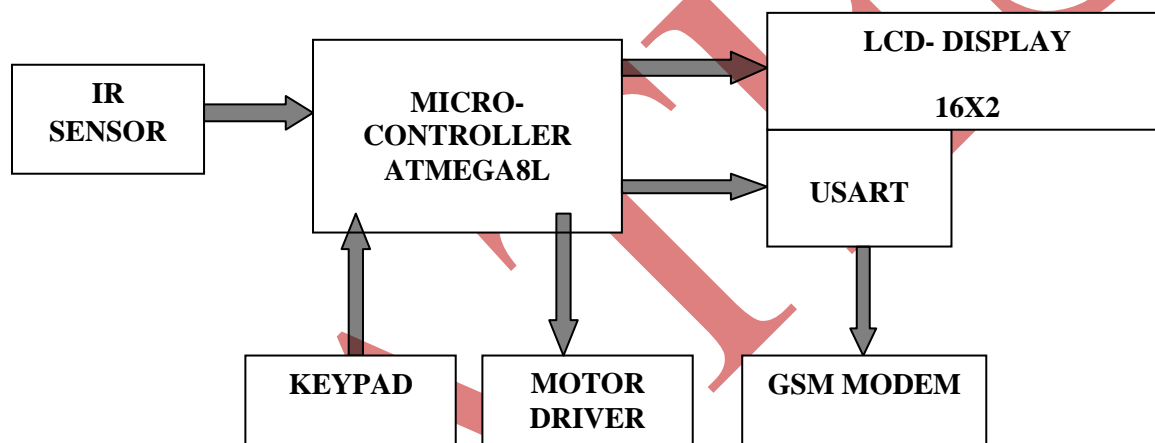 IR
SENSOR
MICRO-
CONTROLLER
ATMEGA8L
LCD- DISPLAY
16X2
USART
KEYPAD
MOTOR
DRIVER
GSM MODEM